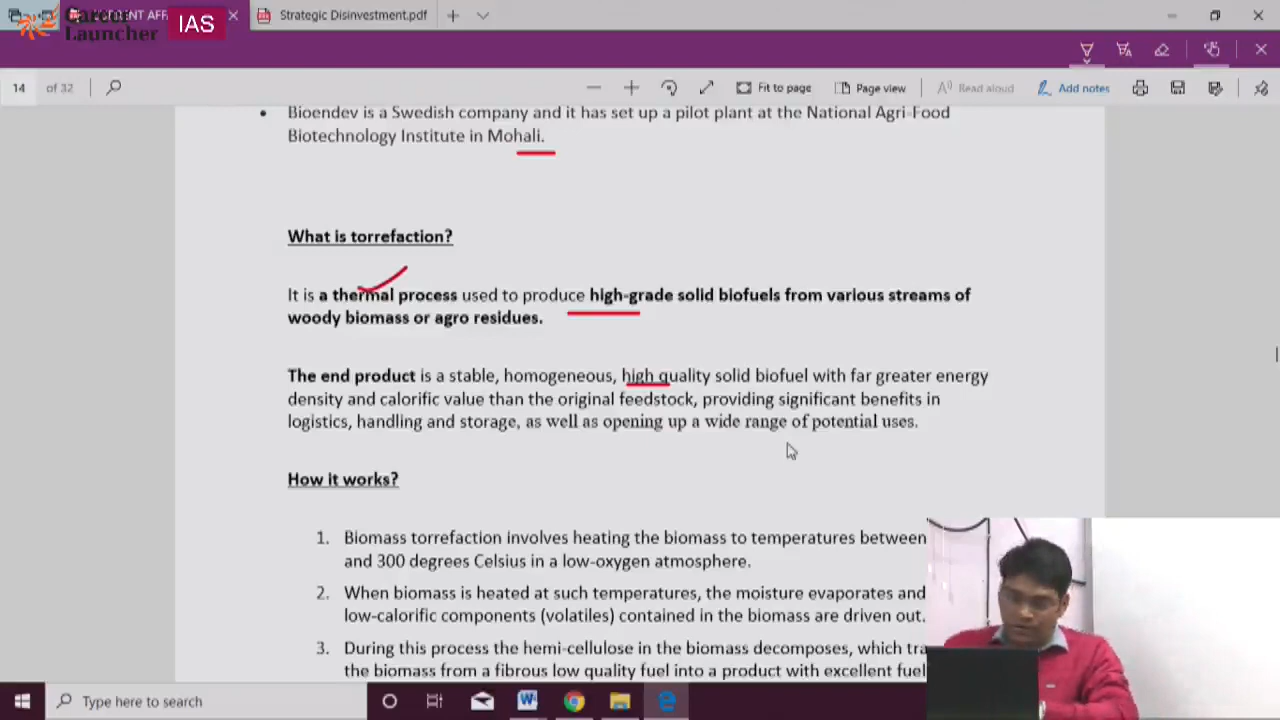 Career
Launcher
IAS
Strategic Disinvestment.pdf
14 of 32
Fit to page
Page view
Read aloud
Add notes
• Bioendev is a Swedish company and it has set up a pilot plant at the National Agri-Food
Biotechnology Institute in Mohali.
What is torrefaction?
It is a thermal process used to produce high-grade solid biofuels from various streams of
woody biomass or agro residues.
The end product is a stable, homogeneous, high quality solid biofuel with far greater energy
density and calorific value than the original feedstock, providing significant benefits in
logistics, handling and storage, as well as opening up a wide range of potential uses.
How it works?
1. Biomass torrefaction involves heating the biomass to temperatures between
and 300 degrees Celsius in a low-oxygen atmosphere.
2. When biomass is heated at such temperatures, the moisture evaporates and
low-calorific components (volatiles) contained in the biomass are driven out.
3. During this process the hemi-cellulose in the biomass decomposes, which tra
the biomass from a fibrous low quality fuel into a product with excellent fuel
Type here to search